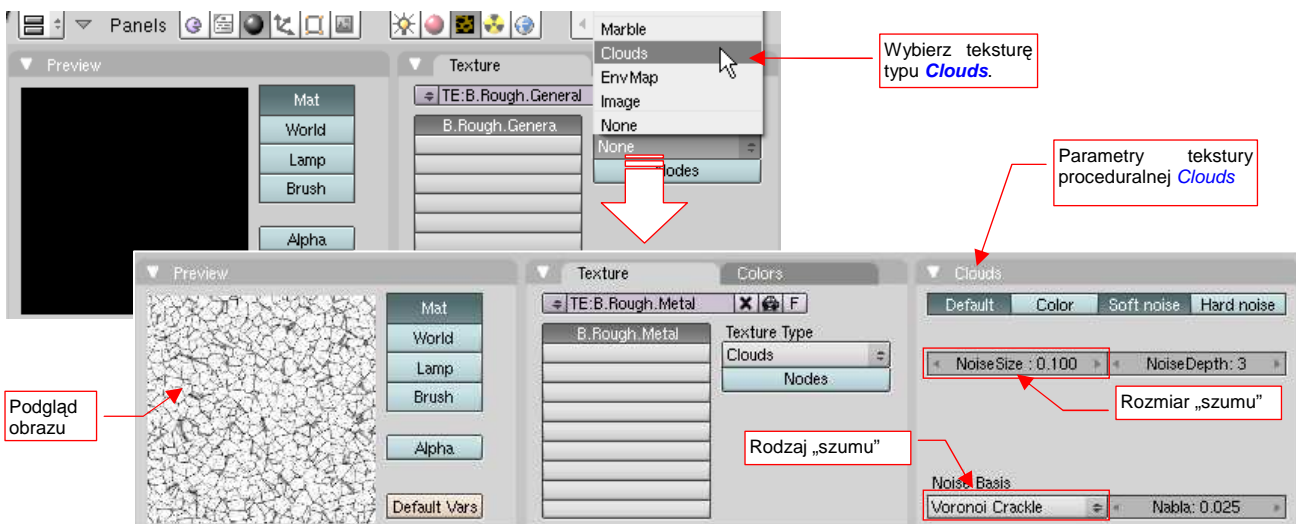 Panels
Marble
Clouds
EnvMap
Image
None
None
Nodes
Wybierz teksturę
typu Clouds.
Preview
Mat
World
Lamp
Brush
Alpha
Texture
TE:B.Rough.General
B.Rough.Genera
Parametry tekstury
proceduralnej Clouds
Preview
Mat
World
Lamp
Brush
Alpha
Default Vars
Podgląd
obrazu
Texture
Colors
TE:B.Rough.Metal
F
B.Rough.Metal
Texture Type
Clouds
Nodes
Rodzaj „szumu”
Clouds
Default
Color
Soft noise
Hard noise
NoiseSize : 0.100
NoiseDepth: 3
Rozmiar „szumu”
Noise Basis
Voronoi Crackle
Nabla: 0.025